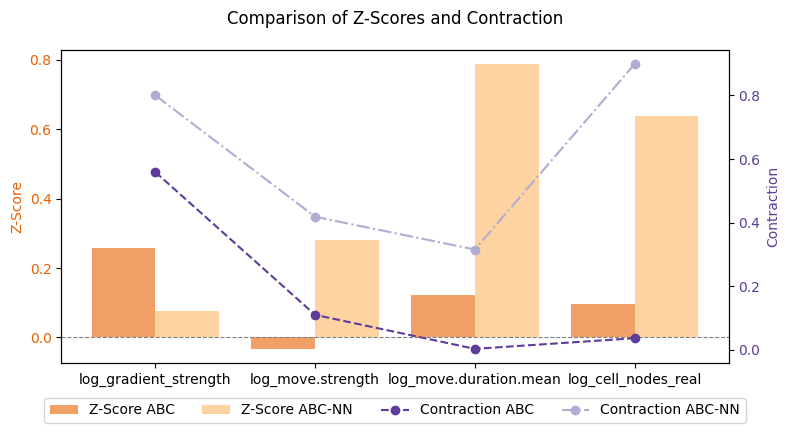 Comparison of Z-Scores and Contraction
0.8
0.6
0.4
0.2
0.0
Z-Score
0.8
0.6
0.4
0.2
0.0
Contraction
log_gradient_strength log_move.strength log_move.duration.mean log_cell_nodes_real
Z-Score ABC Z-Score ABC-NN Contraction ABC Contraction ABC-NN